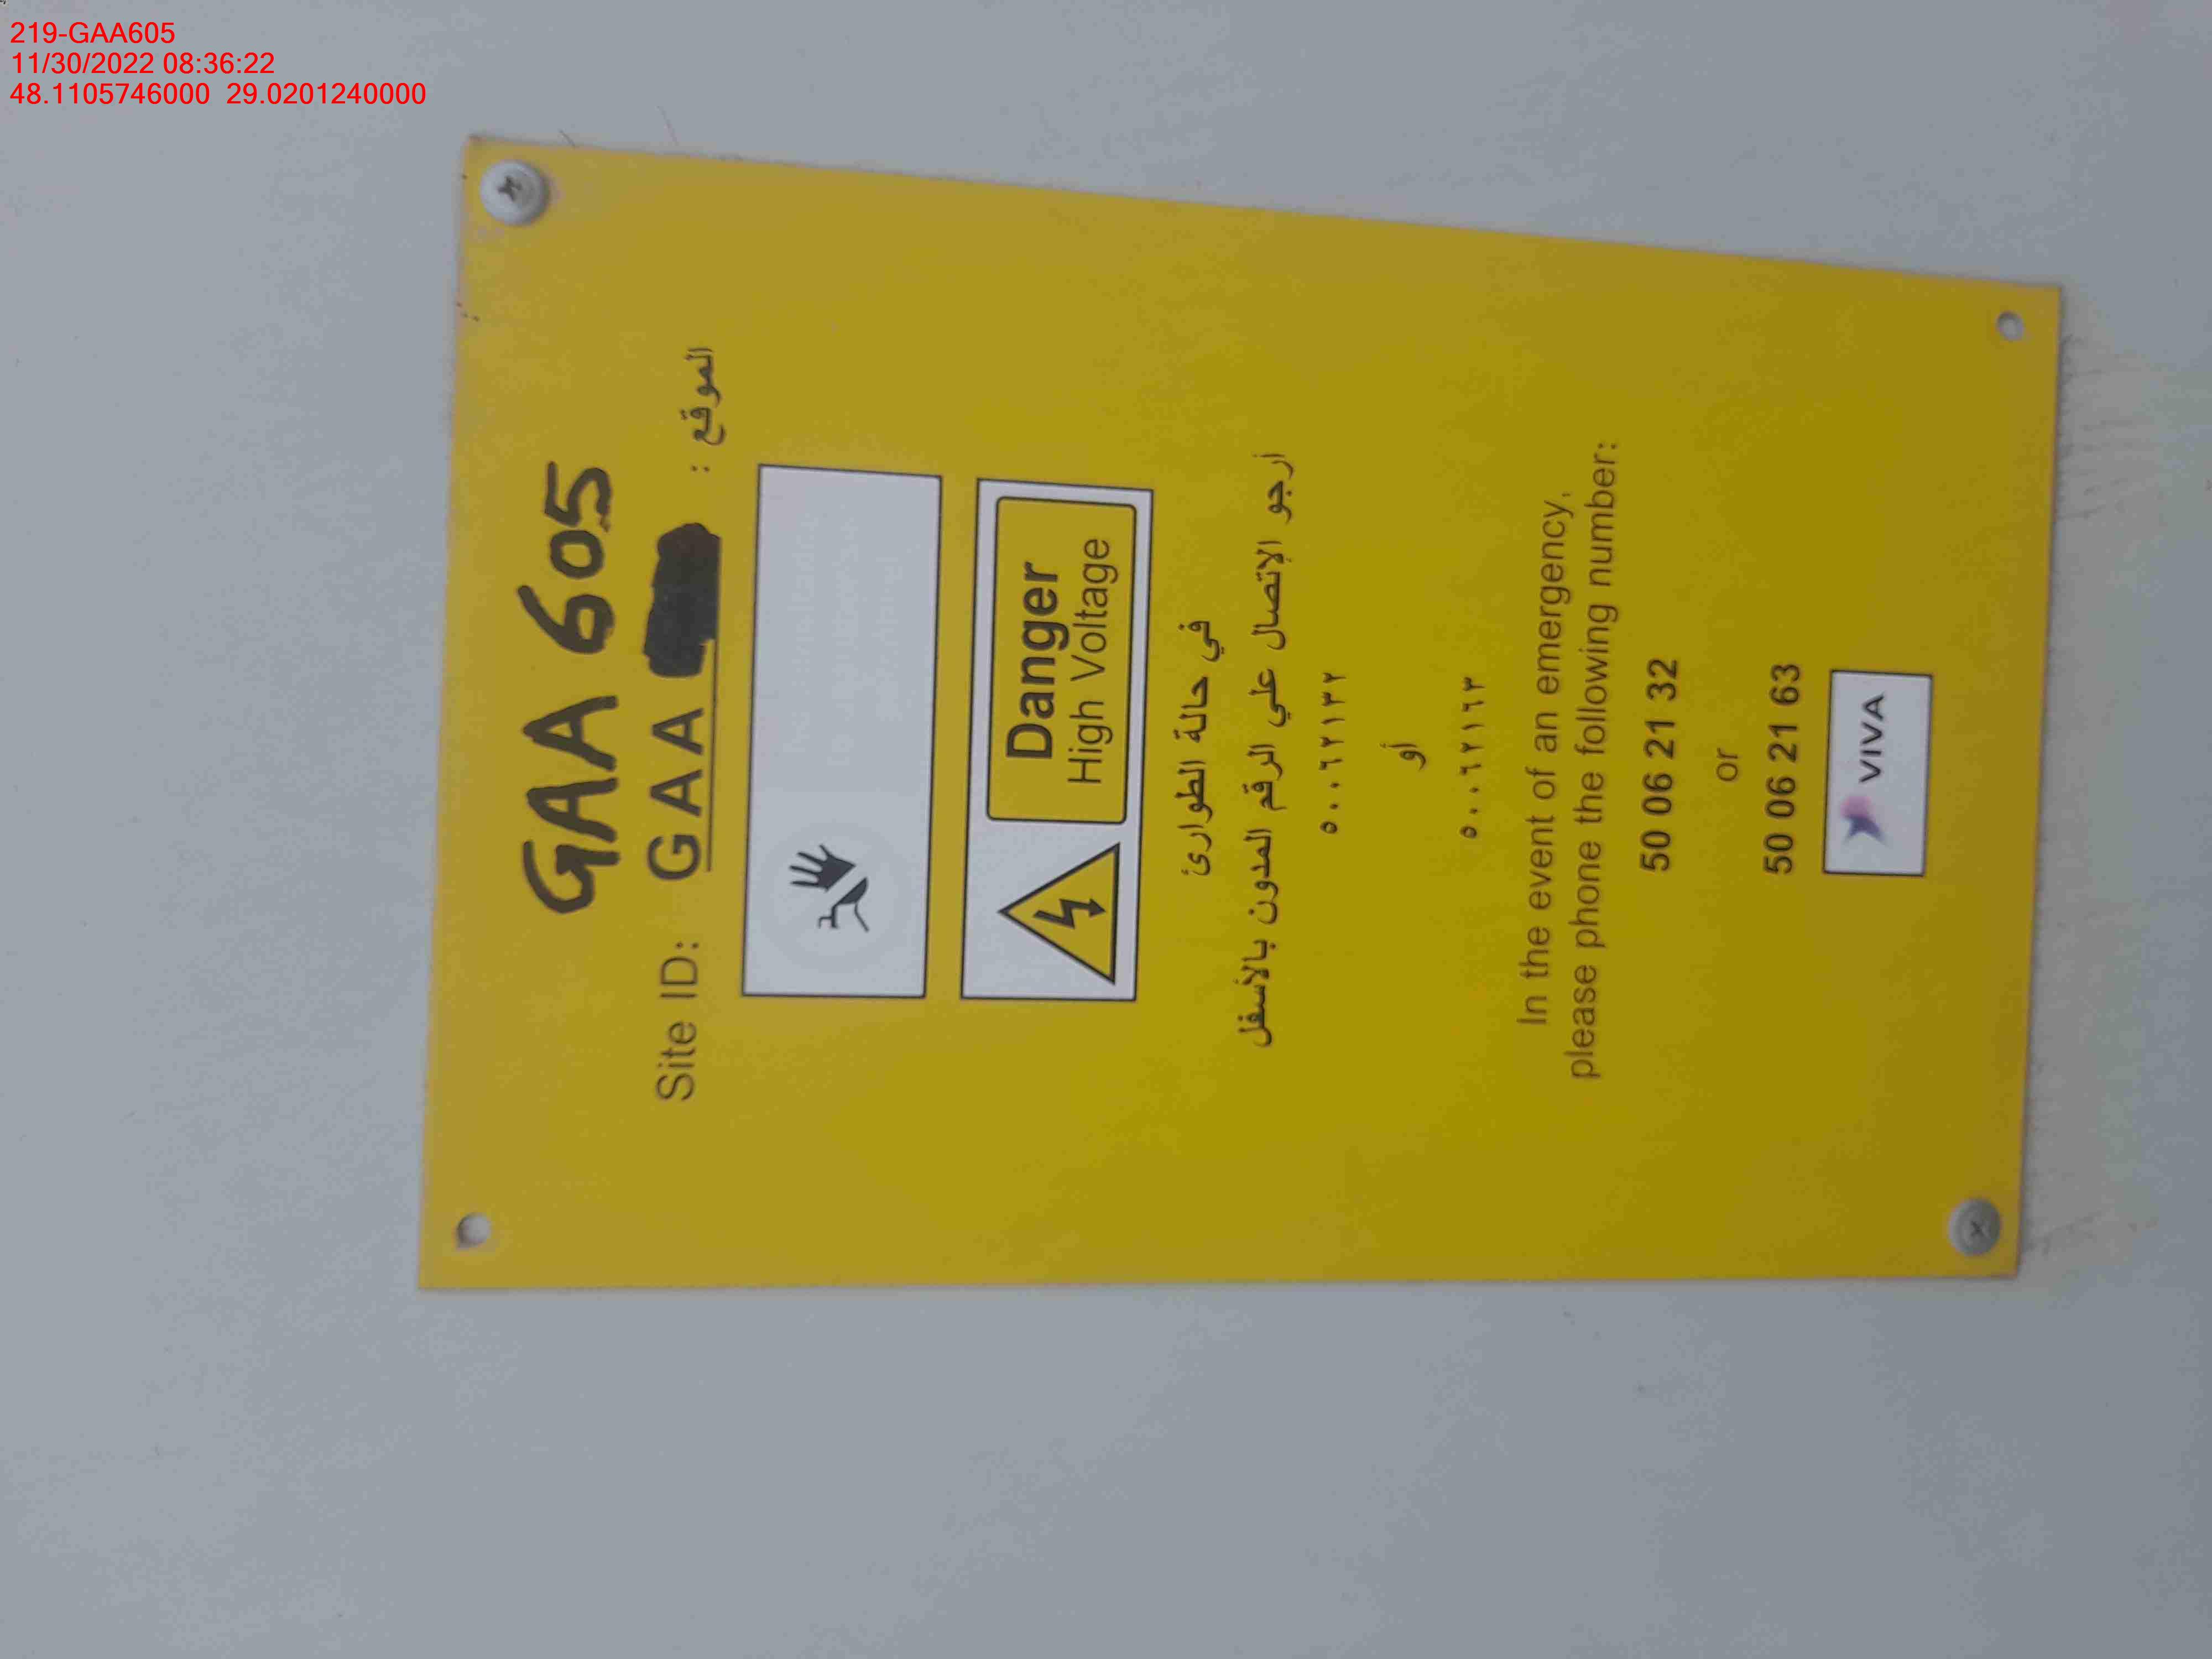 219-GAA605
11/30/2022 08:36:22
48.1105746000 29.0201240000
GAA 605
Site ID: GAA : الموقع
Danger
High Voltage
في حالة الطوارئ
أرجو الإتصال علي الرقم المدون بالأسفل
٥٠٠٦٢١٣٢
أو
٥٠٠٦٢١٦٣
In the event of an emergency,
please phone the following number:
50 06 21 32
or
50 06 21 63
VIVA